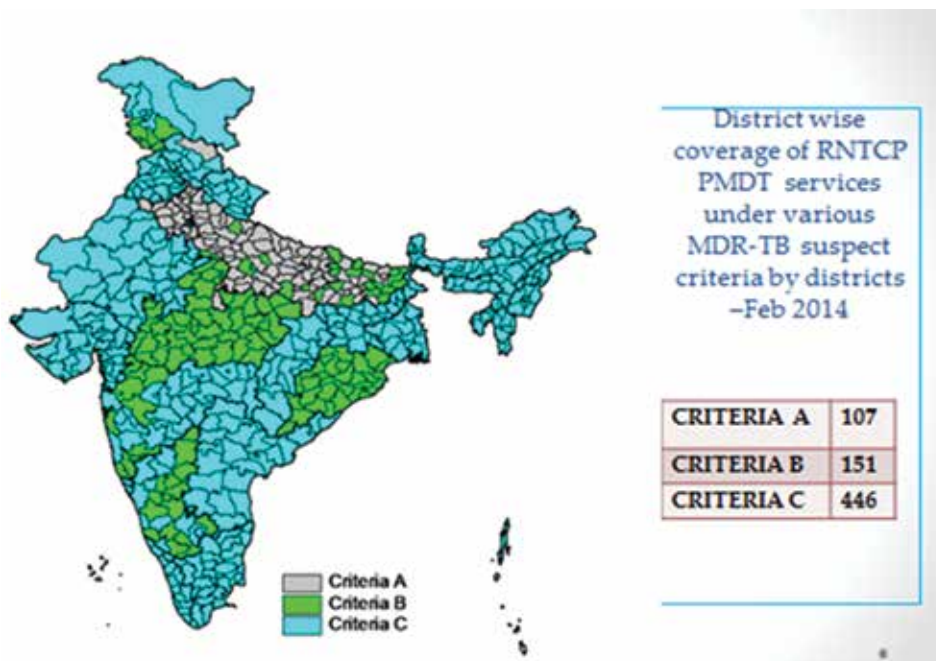 District wise
coverage of RNTCP
PMDT services
under various
MDR-TB suspect
criteria by districts
–Feb 2014
CRITERIA A 107
CRITERIA B 151
CRITERIA C 446
Criteria A
Criteria B
Criteria C